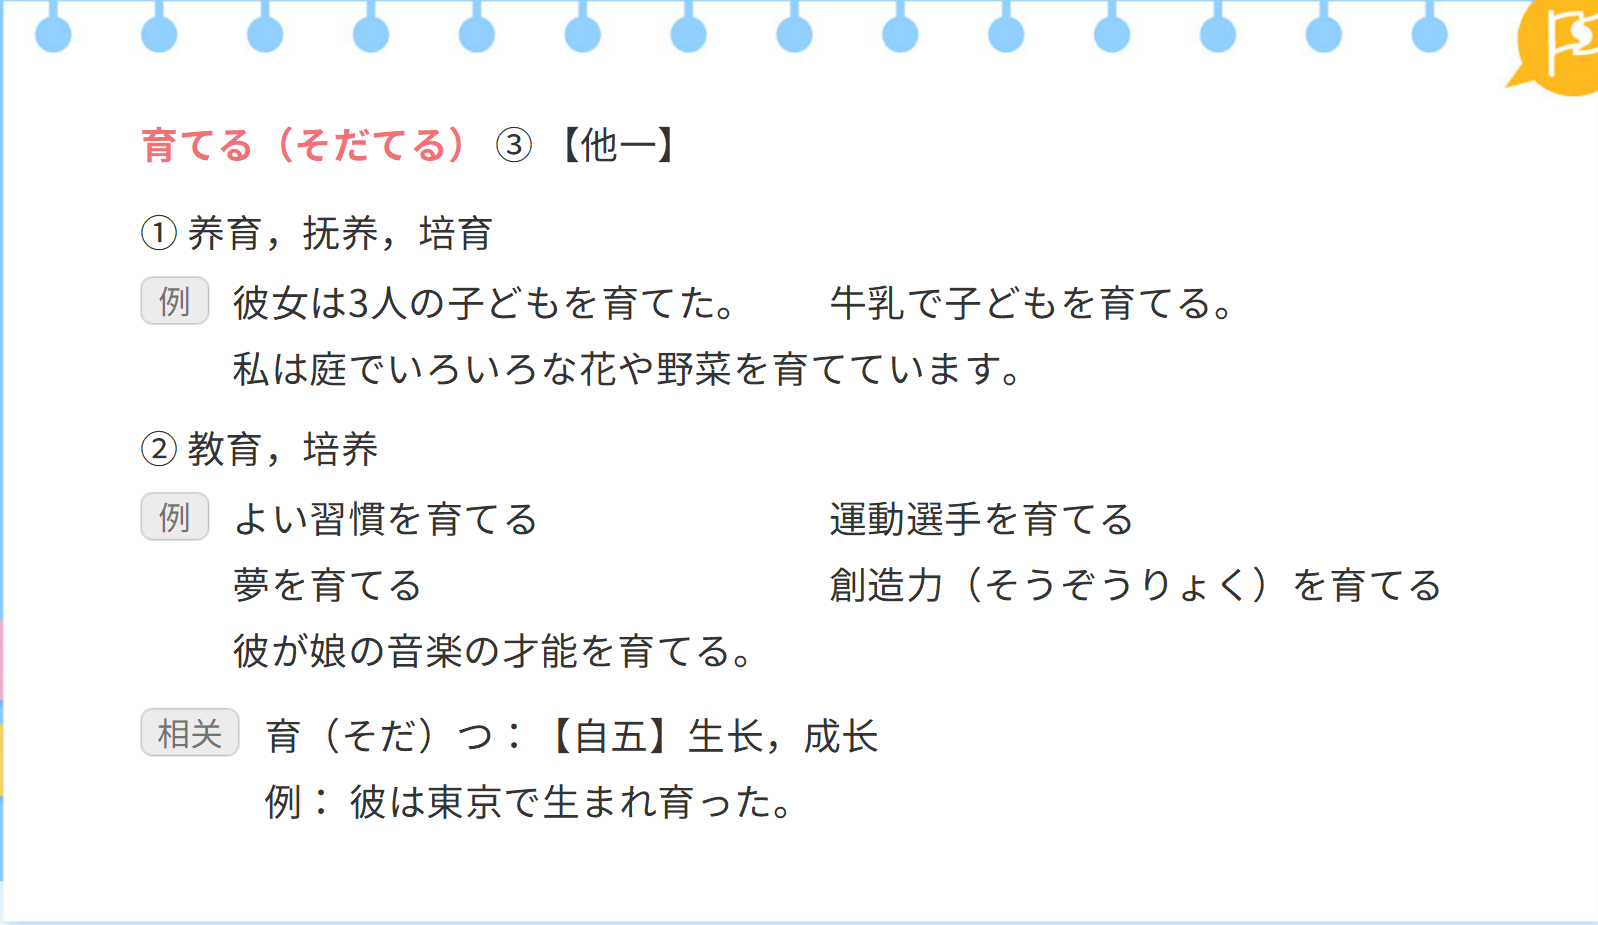 育てる（そだてる） ③ 【他一】
① 养育，抚养，培育
例 彼女は3人の子どもを育てた。 牛乳で子どもを育てる。
私は庭でいろいろな花や野菜を育てています。
② 教育，培养
例 よい習慣を育てる 運動選手を育てる
夢を育てる 創造力（そうぞうりょく）を育てる
彼が娘の音楽の才能を育てる。
相关 育（そだ）つ：【自五】生长，成长
例： 彼は東京で生まれ育った。